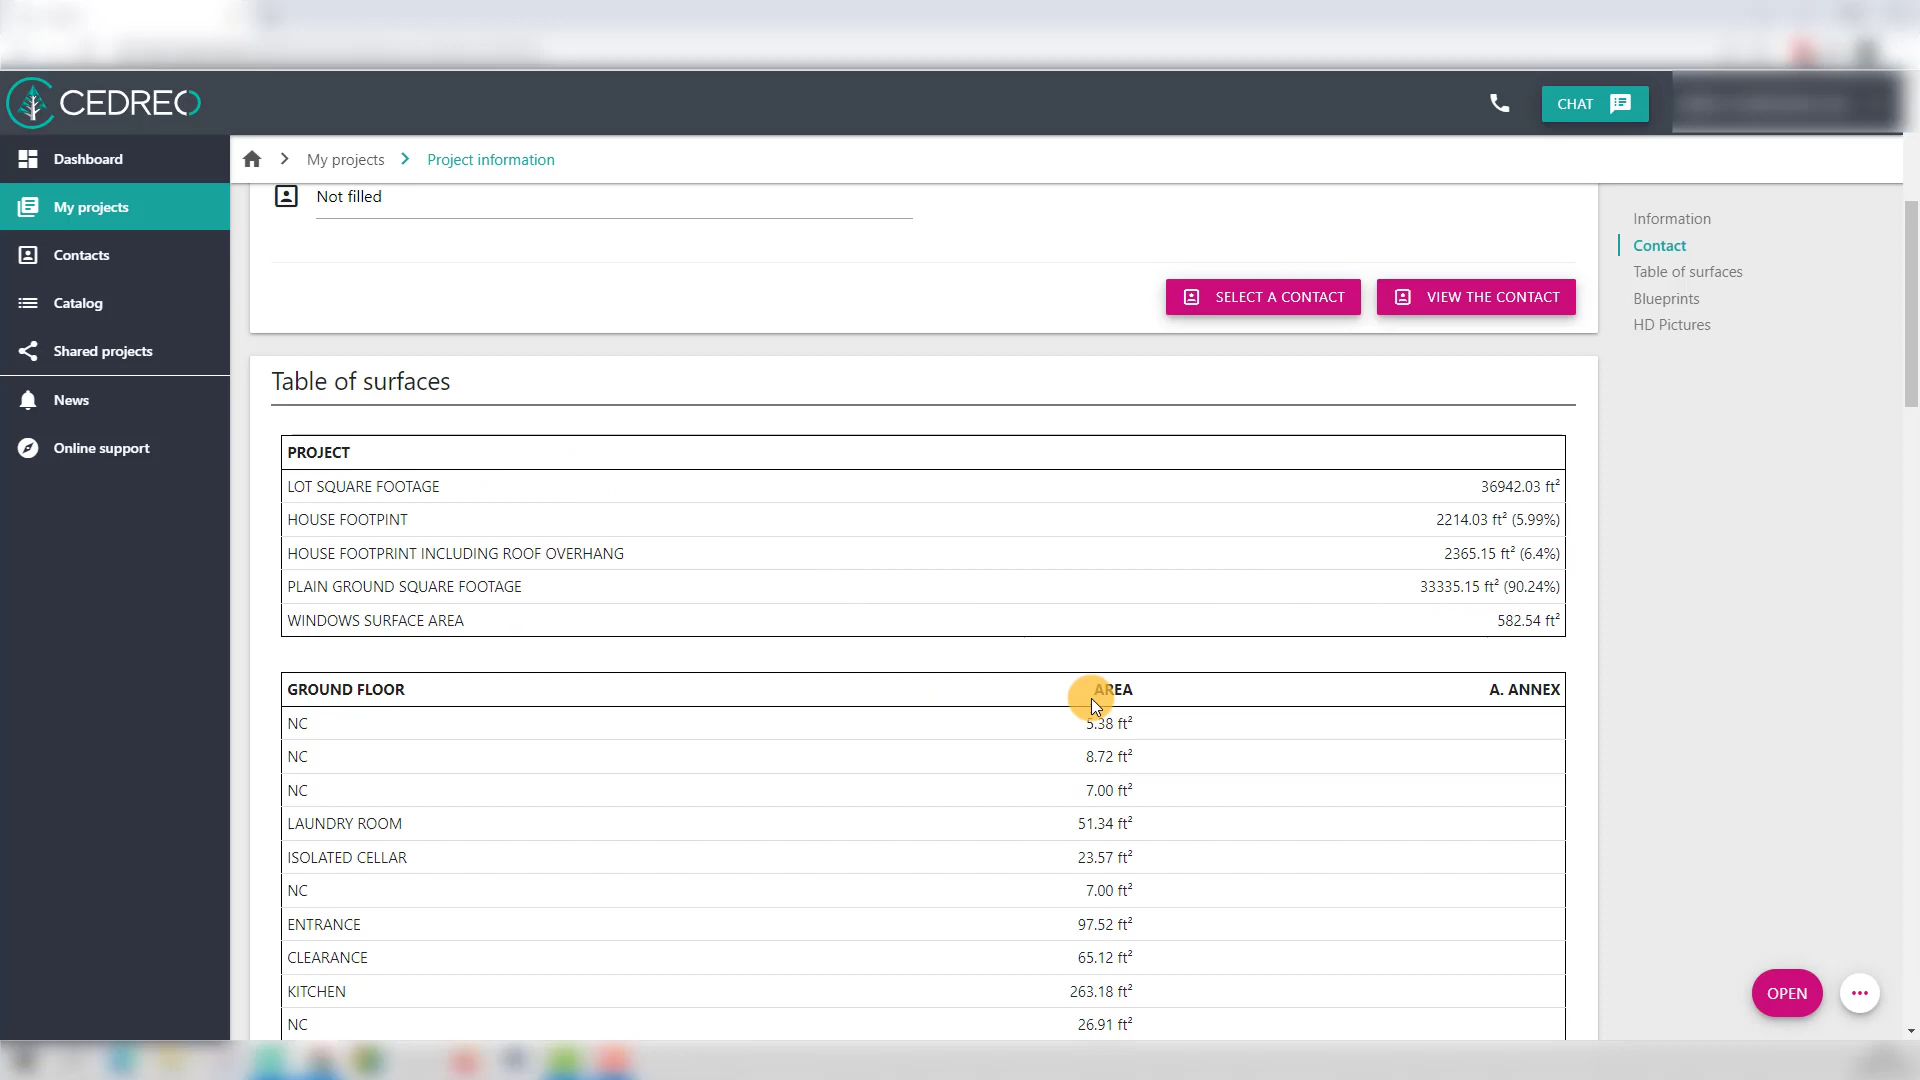 CEDREO
CHAT
Dashboard
My projects
Contacts
Catalog
Shared projects
News
Online support
My projects
Project information
Not filled
SELECT A CONTACT
VIEW THE CONTACT
Information
Contact
Table of surfaces
Blueprints
HD Pictures
Table of surfaces
PROJECT
LOT SQUARE FOOTAGE 36942.03 ft²
HOUSE FOOTPINT 2214.03 ft² (5.99%)
HOUSE FOOTPRINT INCLUDING ROOF OVERHANG 2365.15 ft² (6.4%)
PLAIN GROUND SQUARE FOOTAGE 33335.15 ft² (90.24%)
WINDOWS SURFACE AREA 582.54 ft²
GROUND FLOOR AREA A. ANNEX
NC 5.38 ft²
NC 8.72 ft²
NC 7.00 ft²
LAUNDRY ROOM 51.34 ft²
ISOLATED CELLAR 23.57 ft²
NC 7.00 ft²
ENTRANCE 97.52 ft²
CLEARANCE 65.12 ft²
KITCHEN 263.18 ft²
NC 26.91 ft²
OPEN